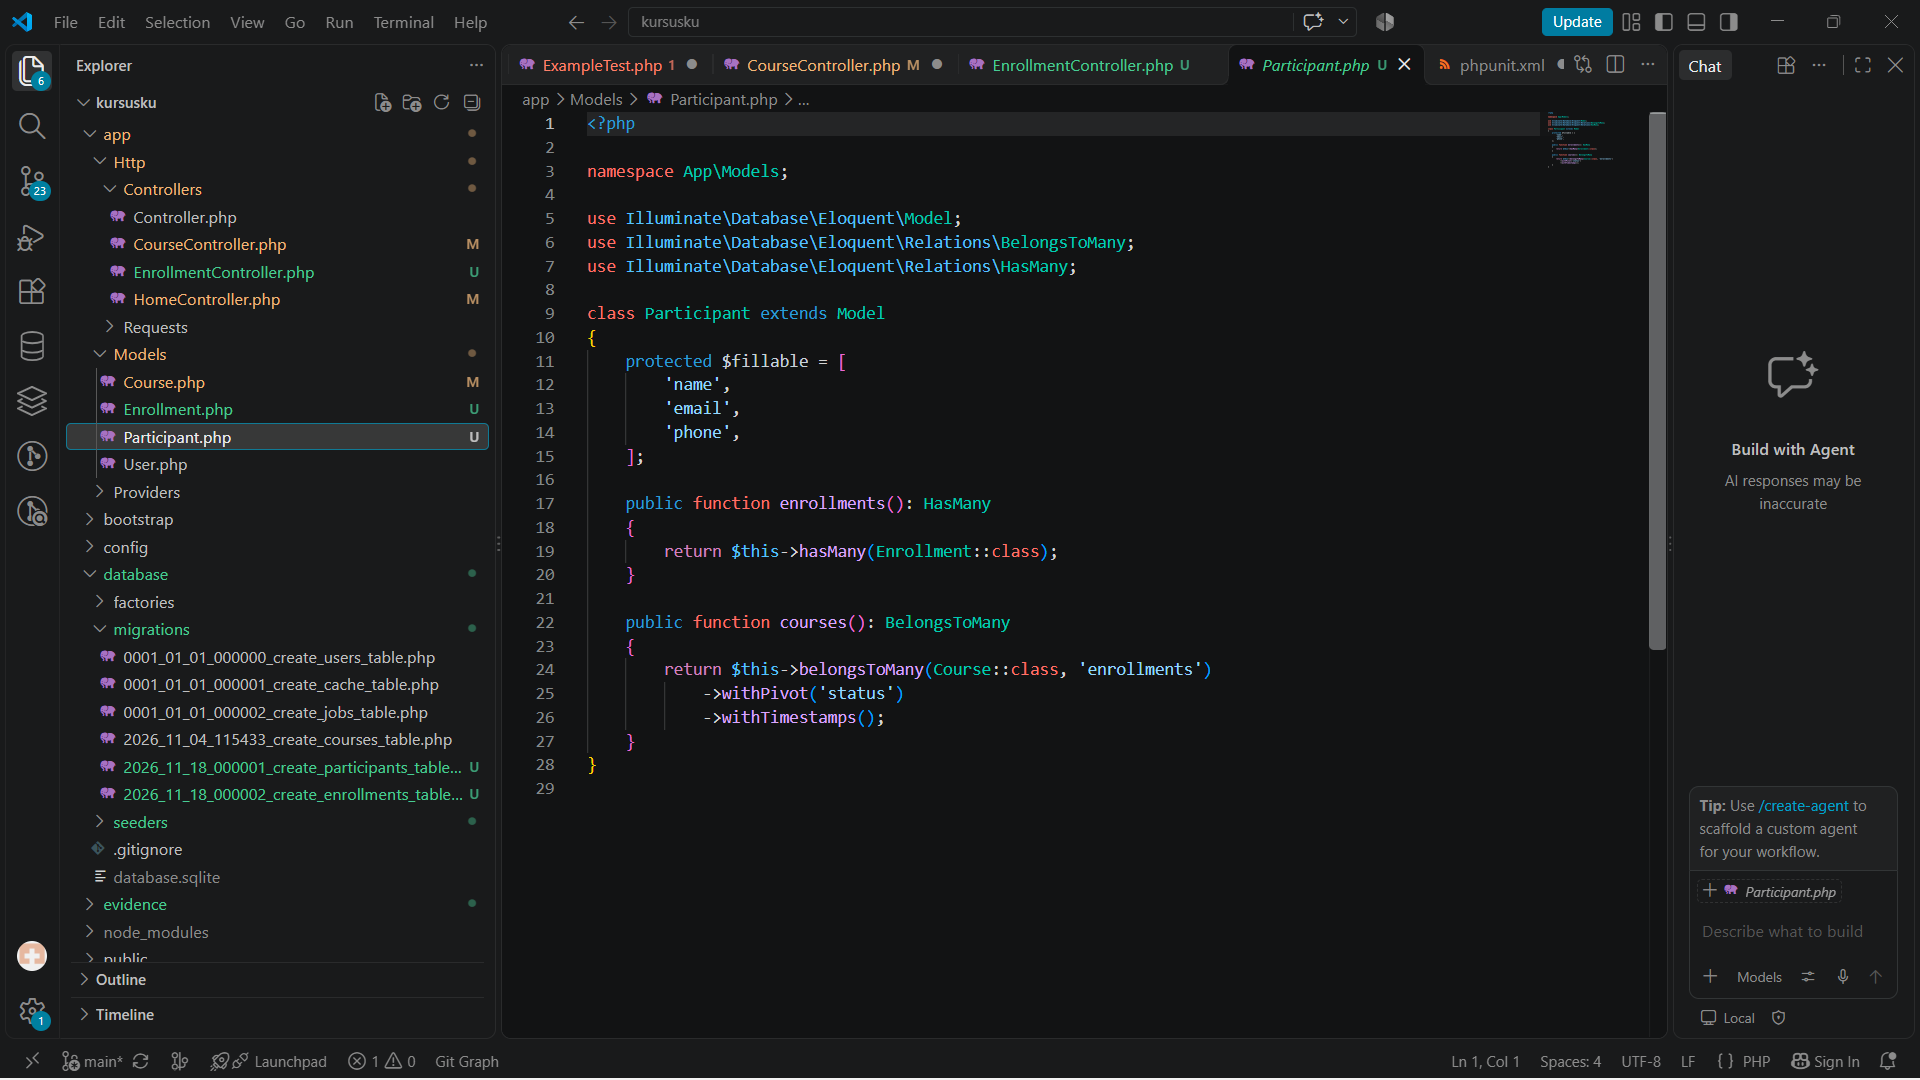 File Edit Selection View Go Run Terminal Help
kursusku
Update
Explorer
kursusku
app
Http
Controllers
Controller.php
CourseController.php M
EnrollmentController.php U
HomeController.php M
Requests
Models
Course.php M
Enrollment.php U
Participant.php U
User.php
Providers
bootstrap
config
database
factories
migrations
0001_01_01_000000_create_users_table.php
0001_01_01_000001_create_cache_table.php
0001_01_01_000002_create_jobs_table.php
2026_11_04_115433_create_courses_table.php
2026_11_18_000001_create_participants_table... U
2026_11_18_000002_create_enrollments_table... U
seeders
.gitignore
database.sqlite
evidence
node_modules
public
Outline
Timeline
6
23
1
ExampleTest.php 1
CourseController.php M
EnrollmentController.php U
Participant.php U
phpunit.xml
app > Models > Participant.php > ...
1 <?php
2
3 namespace App\Models;
4
5 use Illuminate\Database\Eloquent\Model;
6 use Illuminate\Database\Eloquent\Relations\BelongsToMany;
7 use Illuminate\Database\Eloquent\Relations\HasMany;
8
9 class Participant extends Model
10 {
11 protected $fillable = [
12 'name',
13 'email',
14 'phone',
15 ];
16
17 public function enrollments(): HasMany
18 {
19 return $this->hasMany(Enrollment::class);
20 }
21
22 public function courses(): BelongsToMany
23 {
24 return $this->belongsToMany(Course::class, 'enrollments')
25 ->withPivot('status')
26 ->withTimestamps();
27 }
28 }
29
Chat
Build with Agent
AI responses may be
inaccurate
Tip: Use /create-agent to
scaffold a custom agent
for your workflow.
Participant.php
Describe what to build
Models
Local
main* Launchpad 1 0 Git Graph
Ln 1, Col 1 Spaces: 4 UTF-8 LF {} PHP Sign In